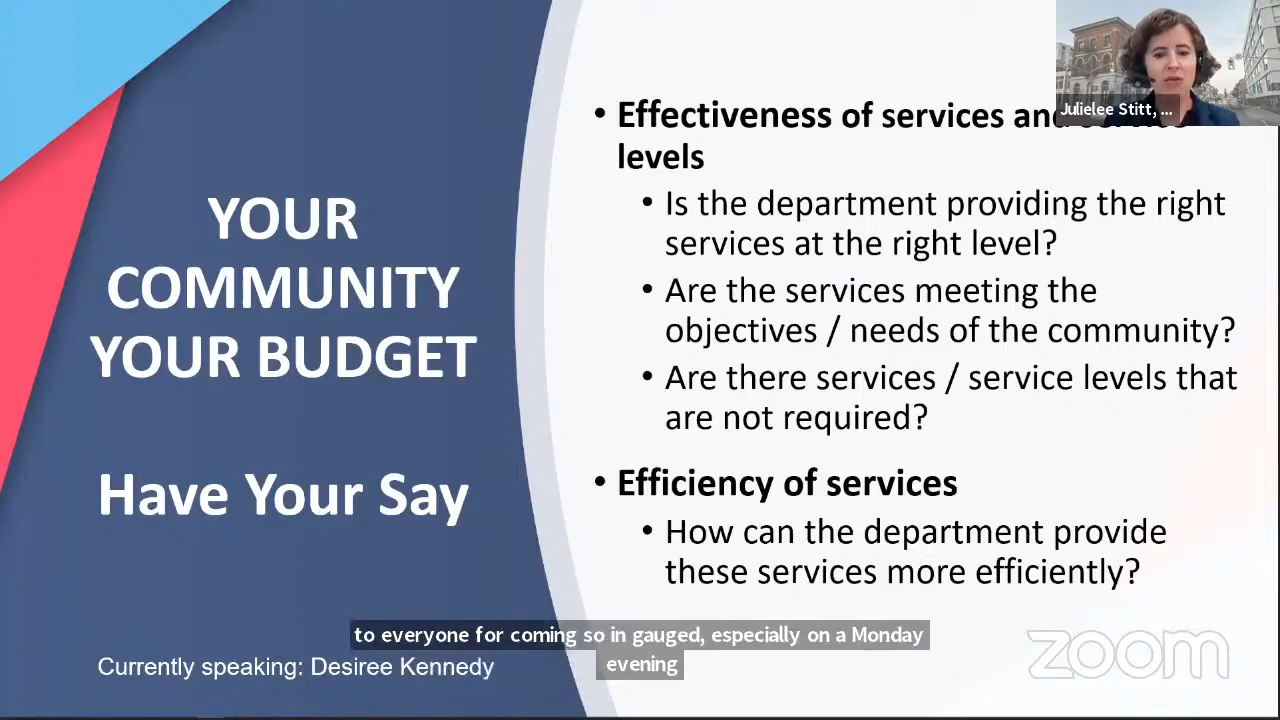 YOUR
COMMUNITY
YOUR BUDGET
Have Your Say
Currently speaking: Desiree Kennedy
• Effectiveness of services and service
levels
• Is the department providing the right
services at the right level?
• Are the services meeting the
objectives / needs of the community?
• Are there services / service levels that
are not required?
• Efficiency of services
• How can the department provide
these services more efficiently?
Julielee Stitt, ...
to everyone for coming so in gauged, especially on a Monday
evening
zoom